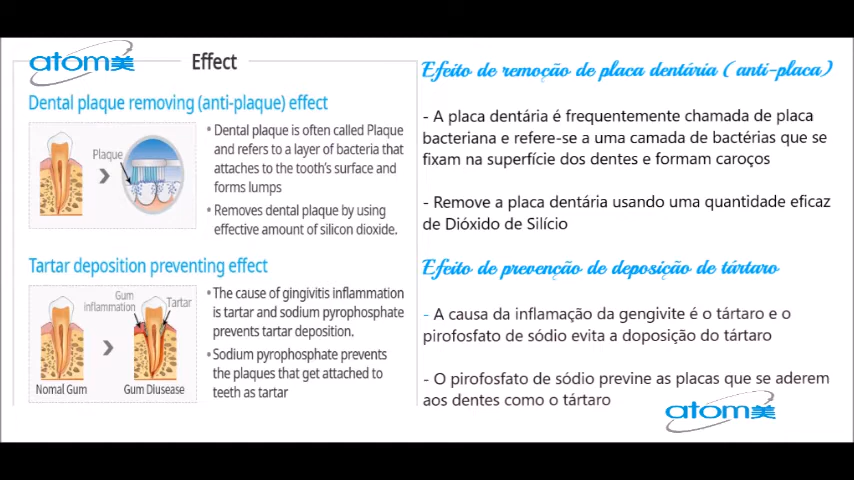 atom美
Effect
Dental plaque removing (anti-plaque) effect
Plaque
• Dental plaque is often called Plaque
and refers to a layer of bacteria that
attaches to the tooth's surface and
forms lumps
• Removes dental plaque by using
effective amount of silicon dioxide.
Tartar deposition preventing effect
Gum
inflammation
Tartar
Nomal Gum
Gum DIusease
• The cause of gingivitis inflammation
is tartar and sodium pyrophosphate
prevents tartar deposition.
• Sodium pyrophosphate prevents
the plaques that get attached to
teeth as tartar
Efeito de remoção de placa dentária ( anti-placa)
- A placa dentária é frequentemente chamada de placa
bacteriana e refere-se a uma camada de bactérias que se
fixam na superfície dos dentes e formam caroços
- Remove a placa dentária usando uma quantidade eficaz
de Dióxido de Silício
Efeito de prevenção de deposição de tártaro
- A causa da inflamação da gengivite é o tártaro e o
pirofosfato de sódio evita a doposição do tártaro
- O pirofosfato de sódio previne as placas que se aderem
aos dentes como o tártaro
atom美